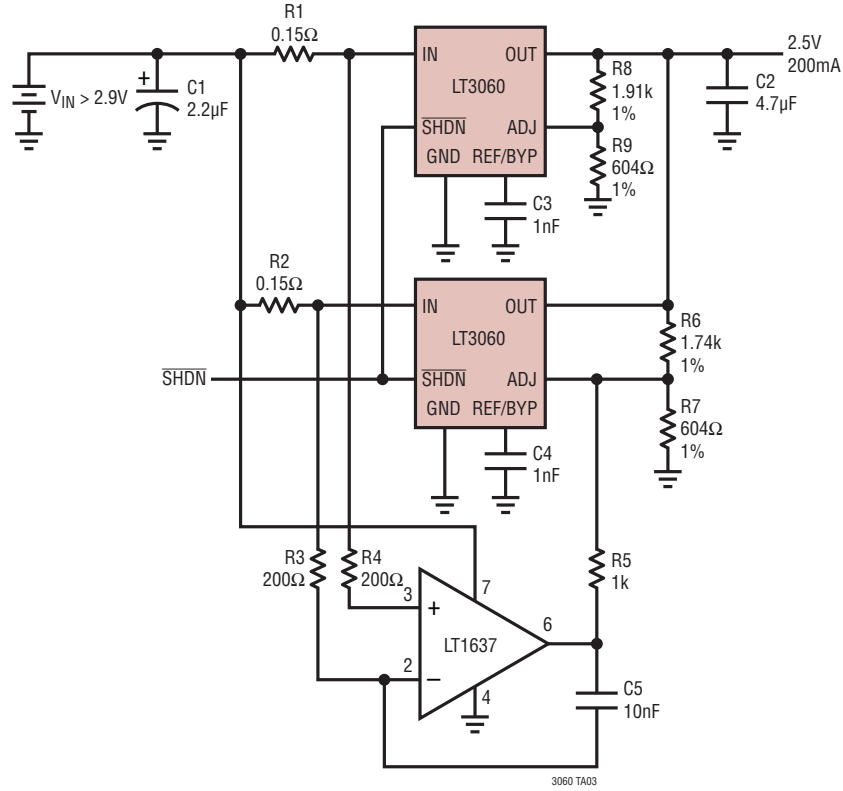 R1
0.15Ω
IN
OUT
LT3060
SHDN
ADJ
GND
REF/BYP
2.5V
200mA
R8
1.91k
1%
R9
604Ω
1%
C2
4.7µF
+
C1
2.2µF
VIN > 2.9V
C3
1nF
R2
0.15Ω
IN
OUT
LT3060
SHDN
SHDN
ADJ
GND
REF/BYP
R6
1.74k
1%
R7
604Ω
1%
C4
1nF
R3
200Ω
R4
200Ω
R5
1k
3
+
7
LT1637
6
2
–
4
C5
10nF
3060 TA03